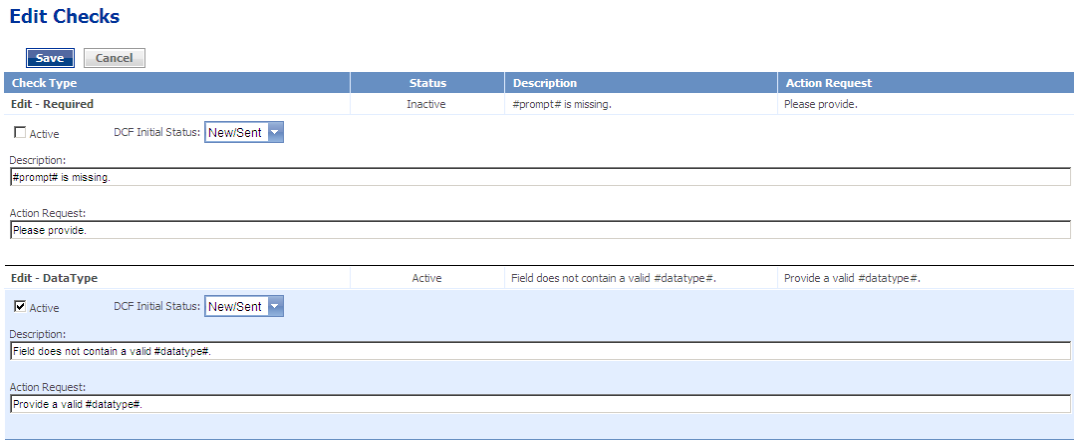 Edit Checks
Save Cancel
Check Type Status Description Action Request
Edit - Required Inactive #prompt# is missing. Please provide.
Active DCF Initial Status: New/Sent
Description:
#prompt# is missing.
Action Request:
Please provide.
Edit - DataType Active Field does not contain a valid #datatype#. Provide a valid #datatype#.
Active DCF Initial Status: New/Sent
Description:
Field does not contain a valid #datatype#.
Action Request:
Provide a valid #datatype#.